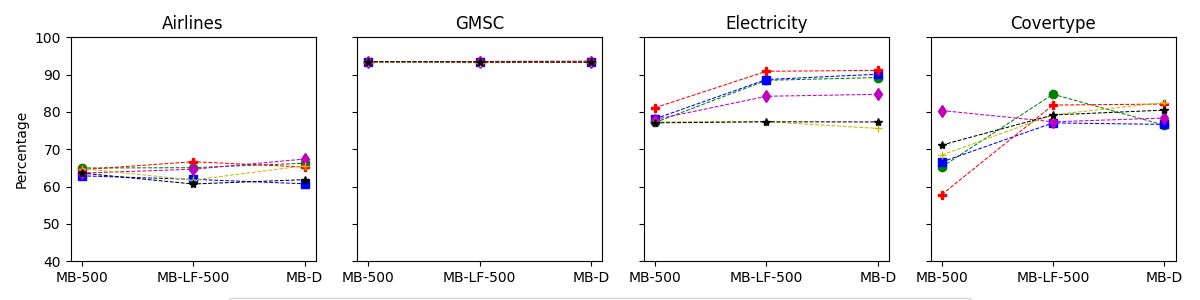 Airlines GMSC Electricity Covertype
100
90
80
70
60
50
40
Percentage
MB-500 MB-LF-500 MB-D MB-500 MB-LF-500 MB-D MB-500 MB-LF-500 MB-D MB-500 MB-LF-500 MB-D